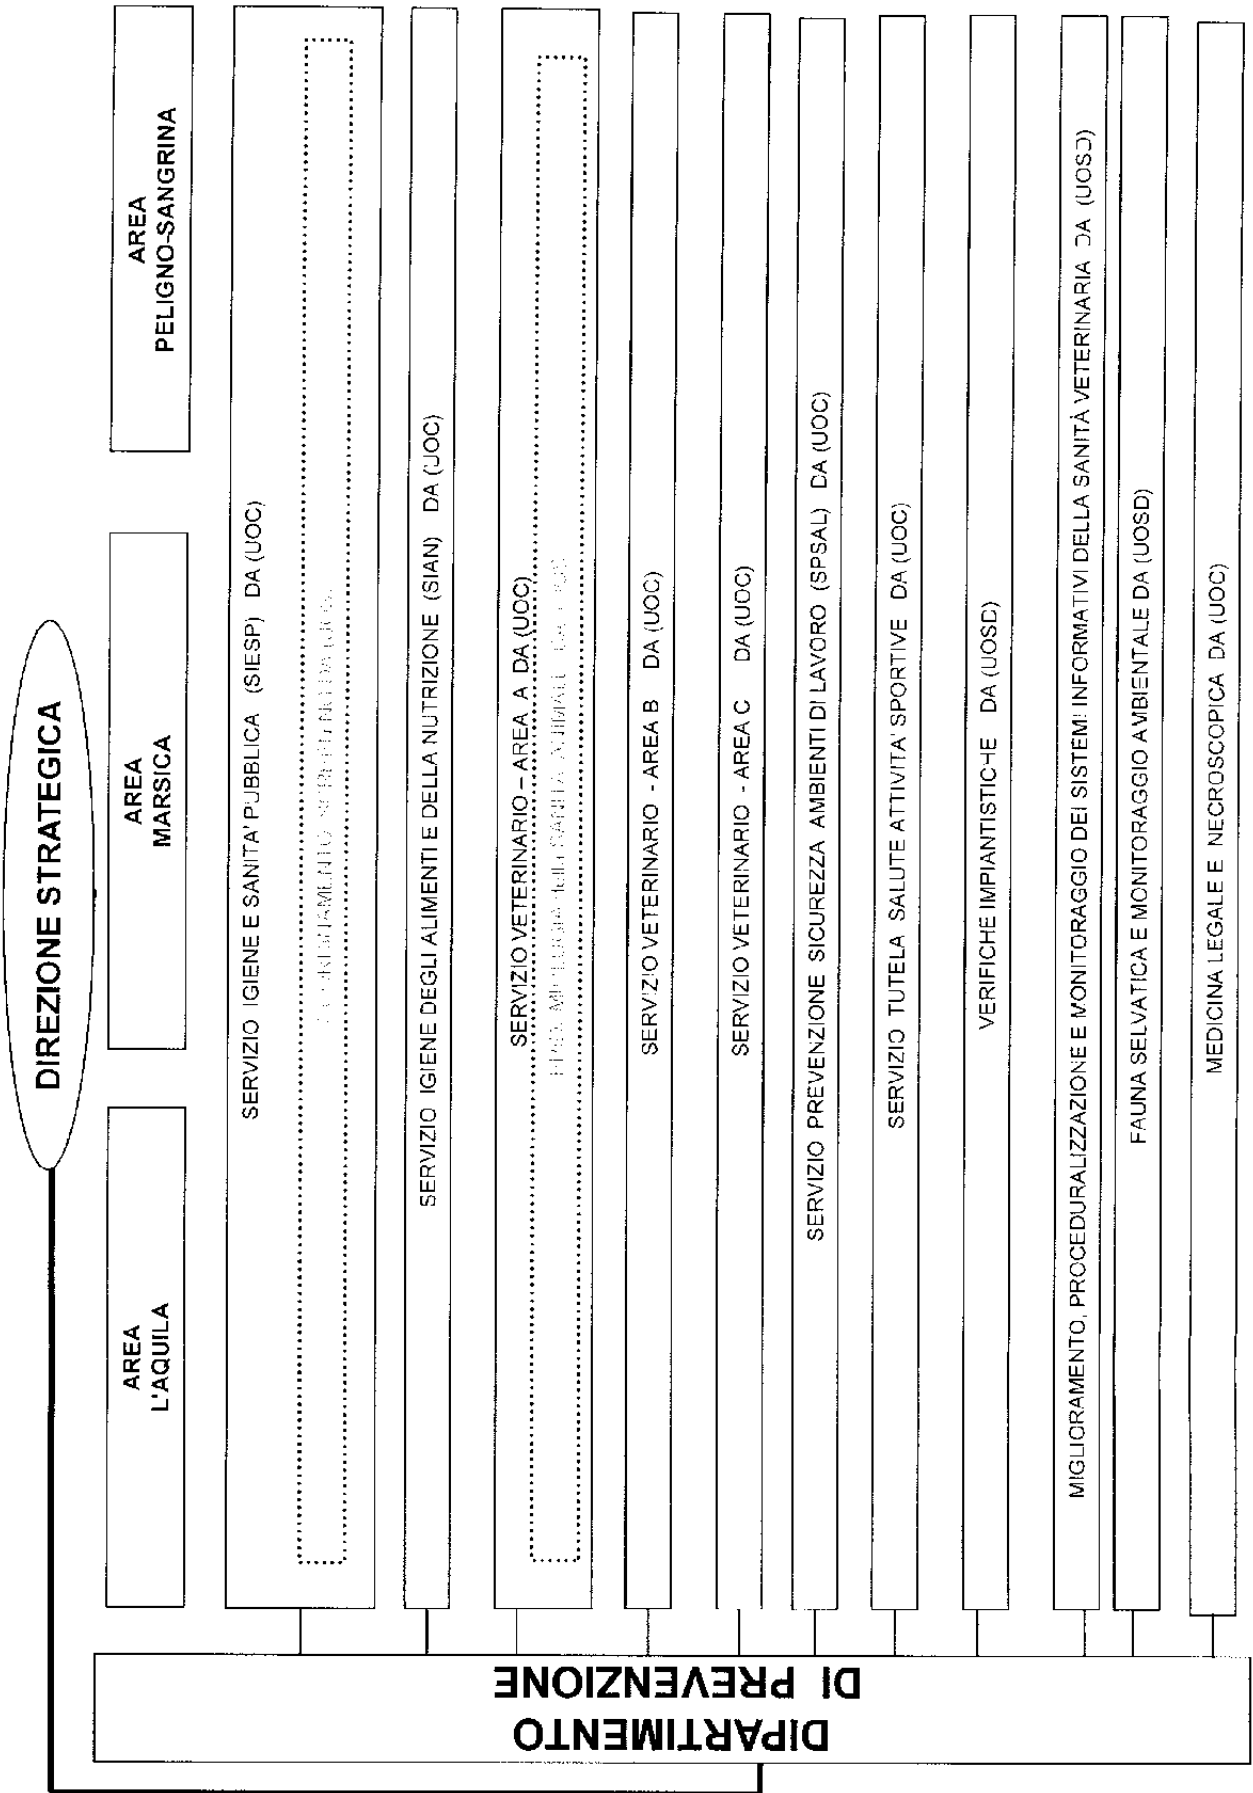 DIREZIONE STRATEGICA
AREA
L'AQUILA
AREA
MARSICA
AREA
PELIGNO-SANGRINA
DIPARTIMENTO
DI PREVENZIONE
SERVIZIO IGIENE E SANITA' PUBBLICA (SIESP) DA (UOC)
SERVIZIO IGIENE DEGLI ALIMENTI E DELLA NUTRIZIONE (SIAN) DA (UOC)
SERVIZIO VETERINARIO – AREA A DA (UOC)
SANITA' ANIMALE
SERVIZIO VETERINARIO - AREA B DA (UOC)
SERVIZIO VETERINARIO - AREA C DA (UOC)
SERVIZIO PREVENZIONE SICUREZZA AMBIENTI DI LAVORO (SPSAL) DA (UOC)
SERVIZIO TUTELA SALUTE ATTIVITA' SPORTIVE DA (UOC)
VERIFICHE IMPIANTISTICHE DA (UOSD)
MIGLIORAMENTO, PROCEDURALIZZAZIONE E MONITORAGGIO DEI SISTEMI INFORMATIVI DELLA SANITÀ VETERINARIA DA (UOSD)
FAUNA SELVATICA E MONITORAGGIO AMBIENTALE DA (UOSD)
MEDICINA LEGALE E NECROSCOPICA DA (UOC)